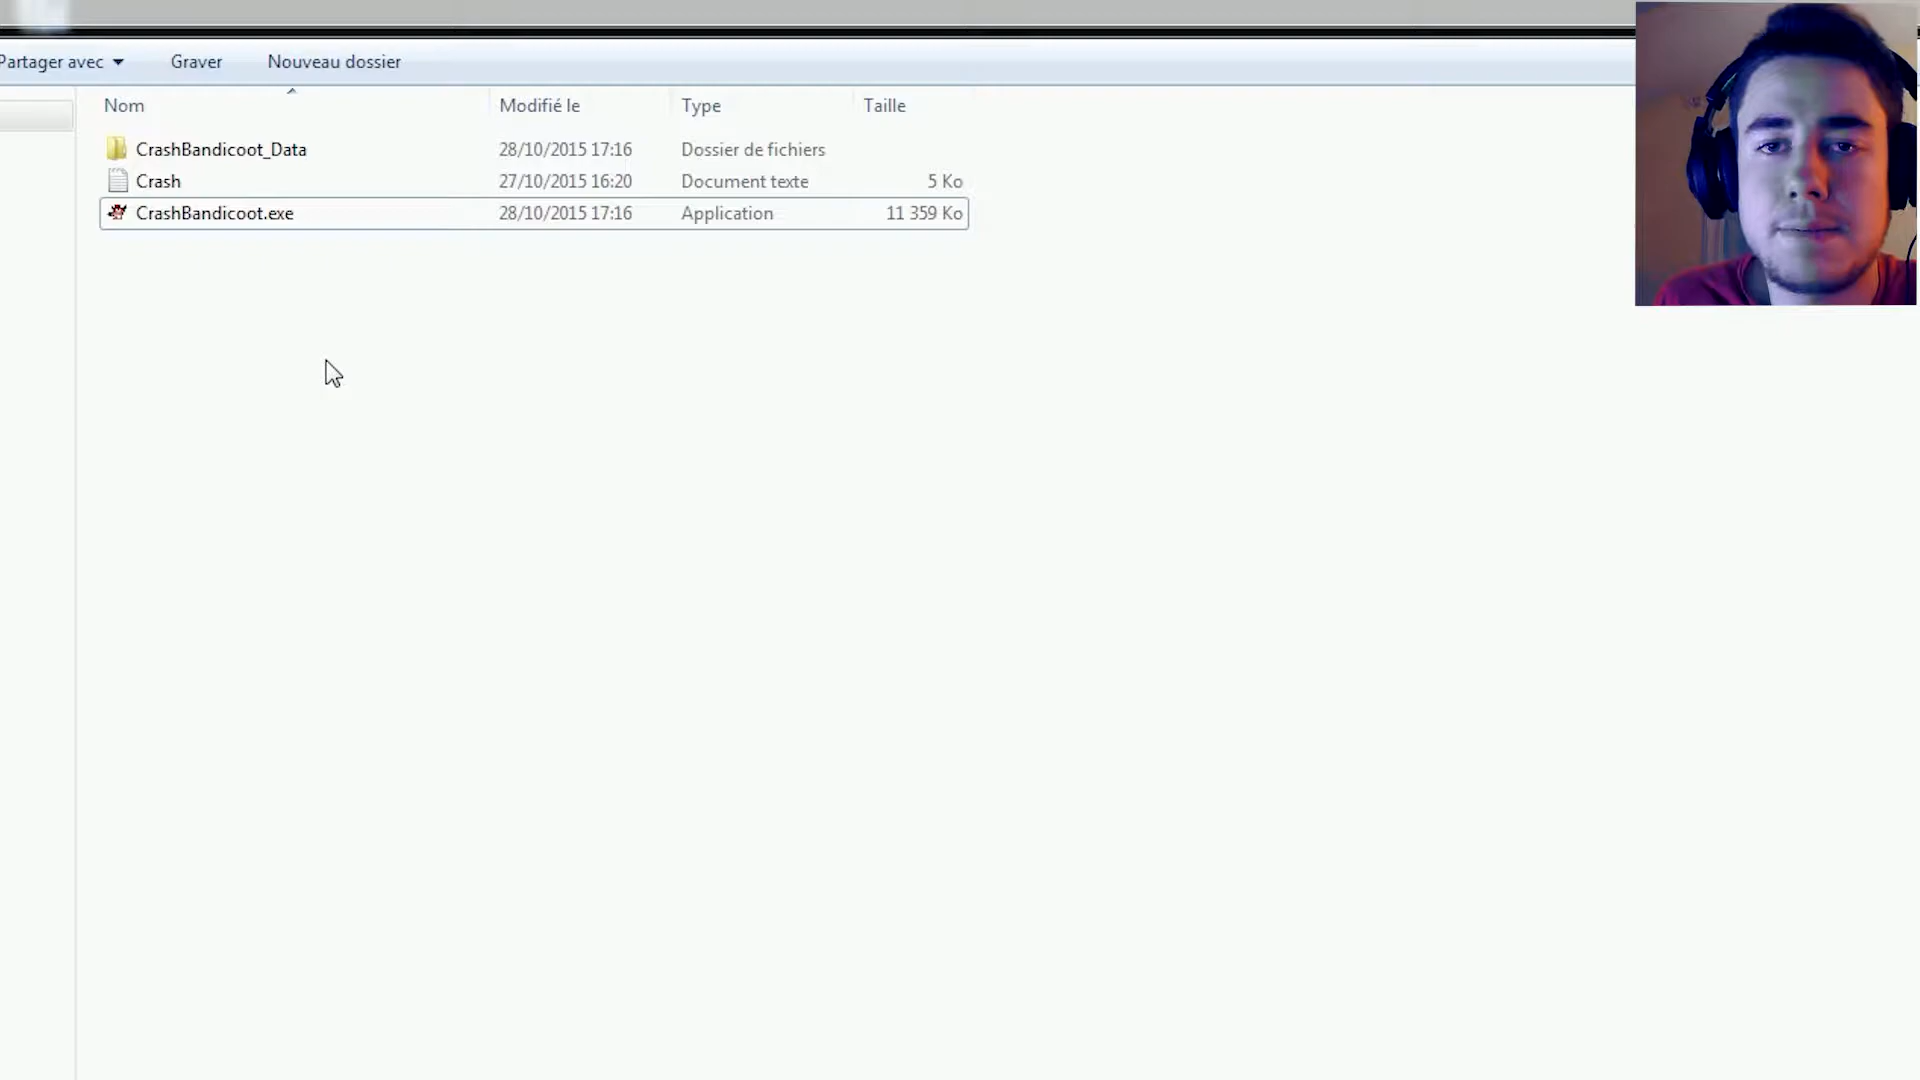 Partager avec Graver Nouveau dossier
Nom Modifié le Type Taille
CrashBandicoot_Data 28/10/2015 17:16 Dossier de fichiers
Crash 27/10/2015 16:20 Document texte 5 Ko
CrashBandicoot.exe 28/10/2015 17:16 Application 11 359 Ko